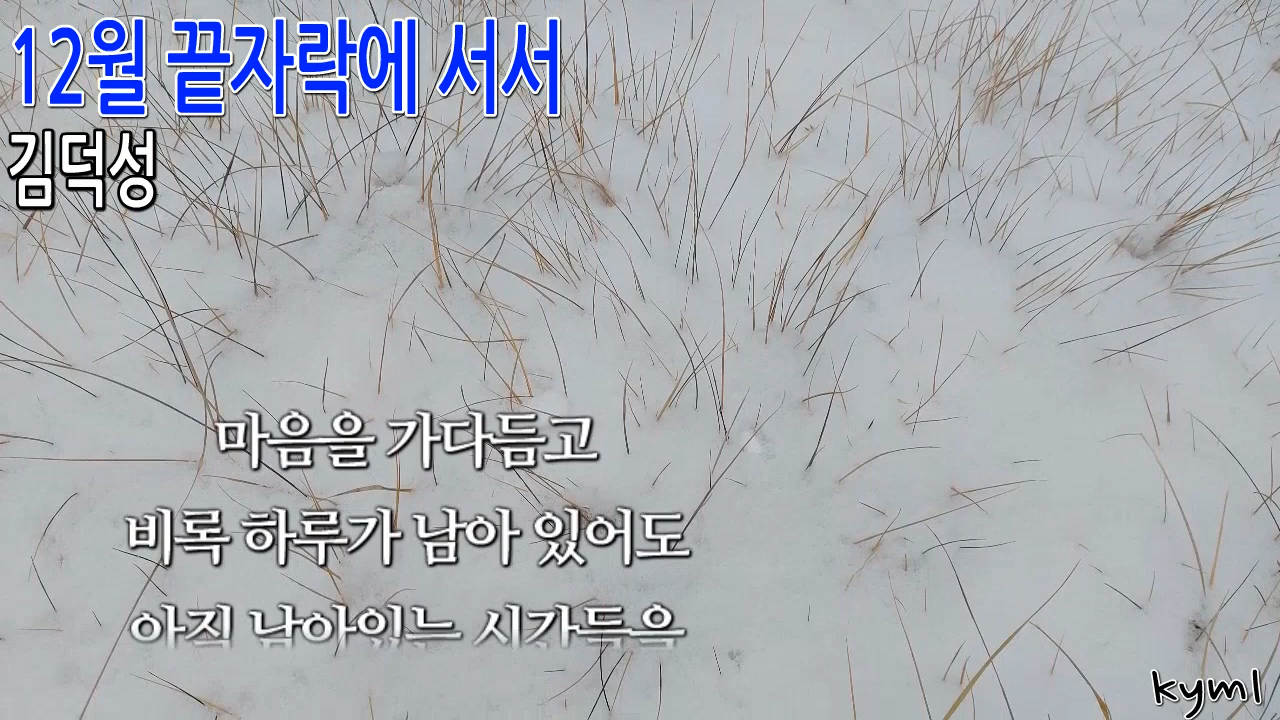 12월 끝자락에 서서
김덕성
마음을 가다듬고
비록 하루가 남아 있어도
아직 남아있는 시간들을
kyml